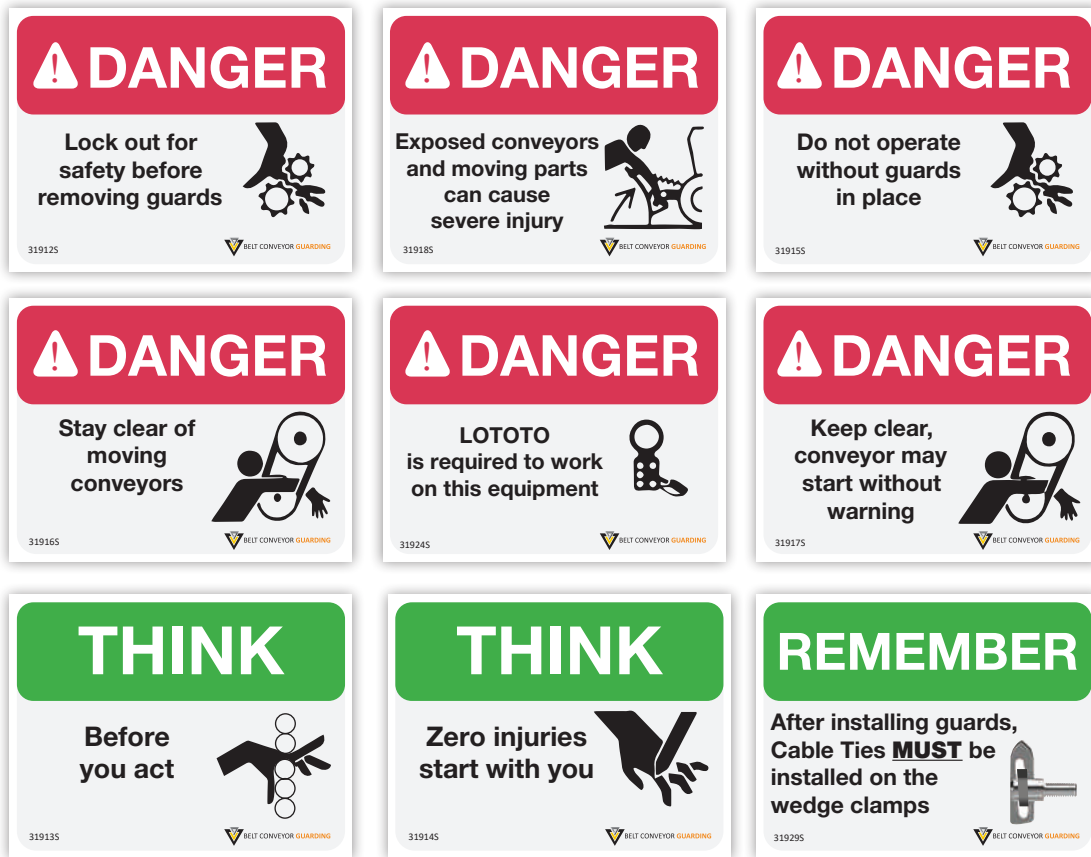 DANGER
Lock out for
safety before
removing guards
31912S
BELT CONVEYOR GUARDING
DANGER
Exposed conveyors
and moving parts
can cause
severe injury
31918S
BELT CONVEYOR GUARDING
DANGER
Do not operate
without guards
in place
31915S
BELT CONVEYOR GUARDING
DANGER
Stay clear of
moving
conveyors
31916S
BELT CONVEYOR GUARDING
DANGER
LOTOTO
is required to work
on this equipment
31924S
BELT CONVEYOR GUARDING
DANGER
Keep clear,
conveyor may
start without
warning
31917S
BELT CONVEYOR GUARDING
THINK
Before
you act
31913S
BELT CONVEYOR GUARDING
THINK
Zero injuries
start with you
31914S
BELT CONVEYOR GUARDING
REMEMBER
After installing guards,
Cable Ties MUST be
installed on the
wedge clamps
31929S
BELT CONVEYOR GUARDING